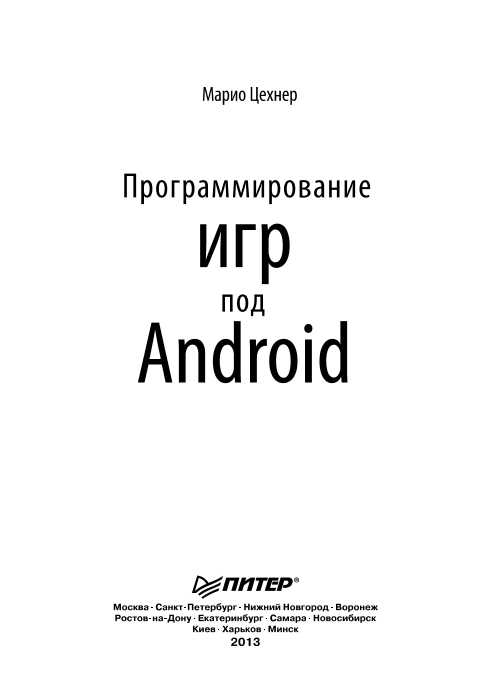 Марио Цехнер
Программирование
игр
под
Android
ПИТЕР®
Москва · Санкт-Петербург · Нижний Новгород · Воронеж
Ростов-на-Дону · Екатеринбург · Самара · Новосибирск
Киев · Харьков · Минск
2013